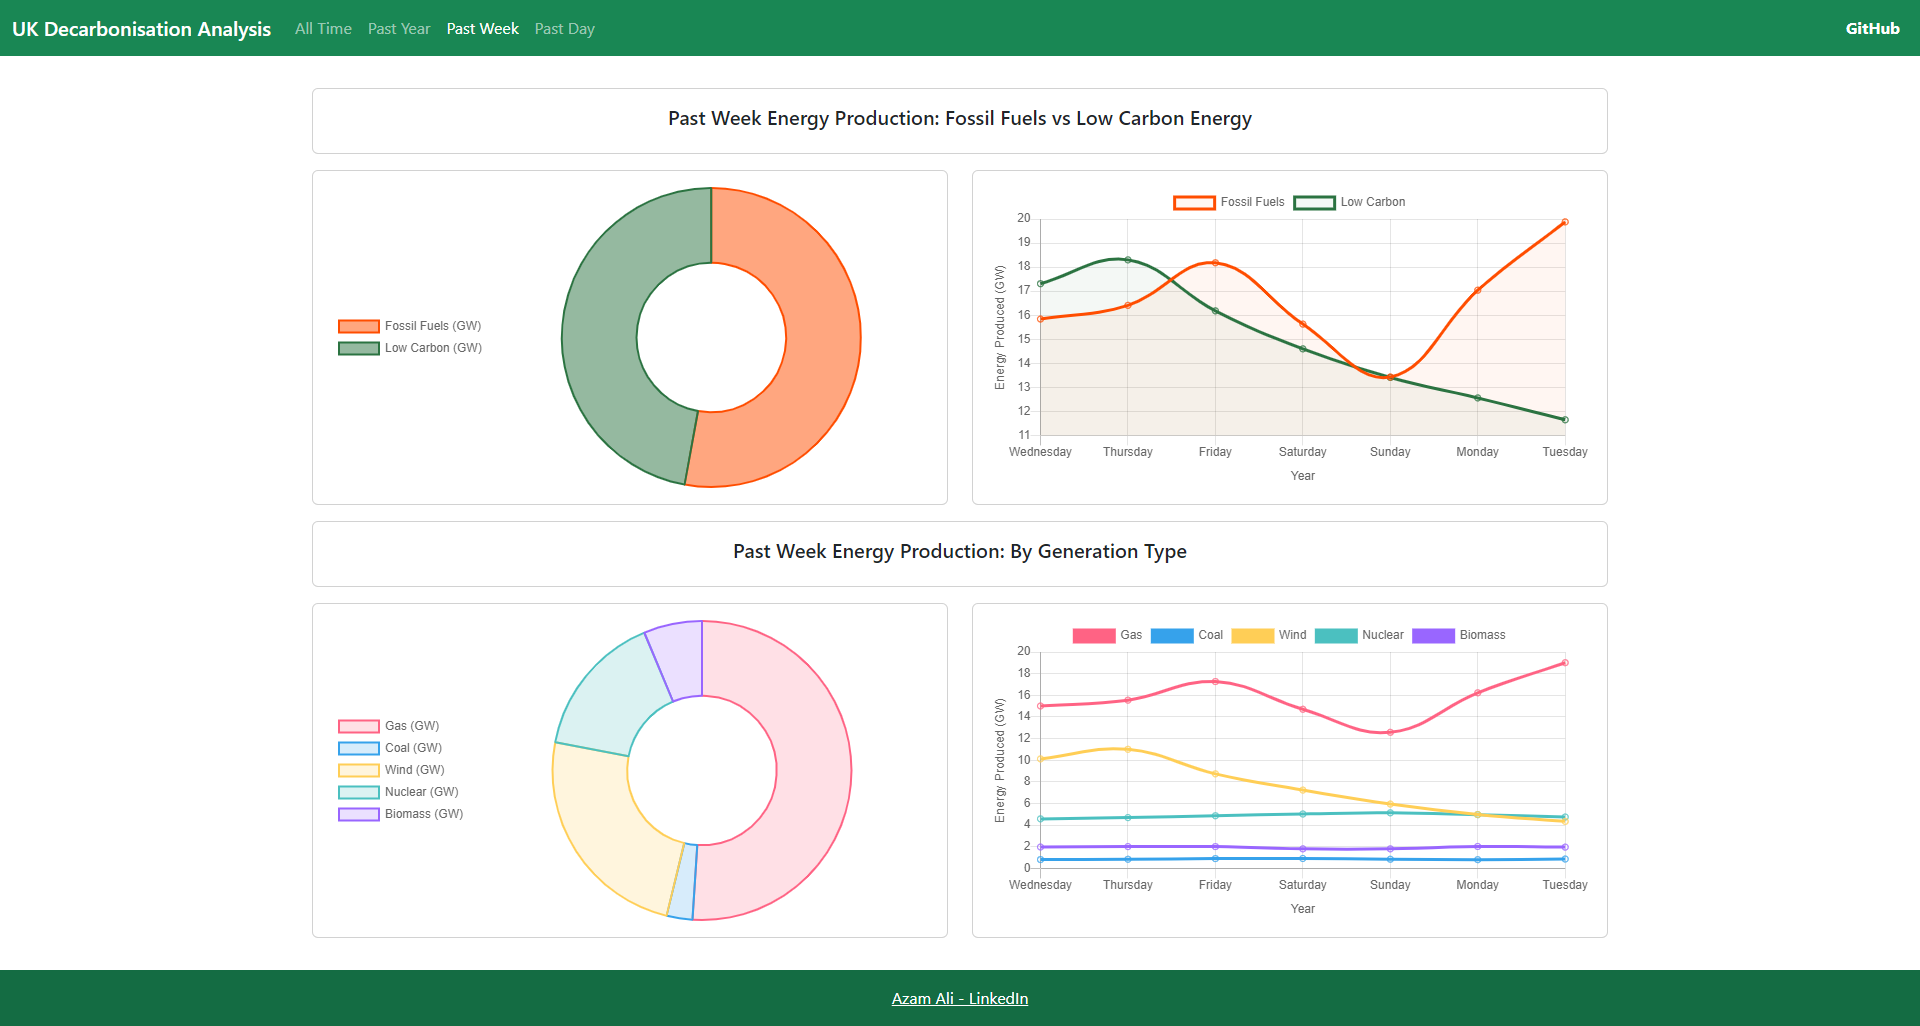 UK Decarbonisation Analysis All Time Past Year Past Week Past Day GitHub
Past Week Energy Production: Fossil Fuels vs Low Carbon Energy
Fossil Fuels (GW)
Low Carbon (GW)
Fossil Fuels Low Carbon
Energy Produced (GW)
20
19
18
17
16
15
14
13
12
11
Wednesday Thursday Friday Saturday Sunday Monday Tuesday
Year
Past Week Energy Production: By Generation Type
Gas (GW)
Coal (GW)
Wind (GW)
Nuclear (GW)
Biomass (GW)
Gas Coal Wind Nuclear Biomass
Energy Produced (GW)
20
18
16
14
12
10
8
6
4
2
0
Wednesday Thursday Friday Saturday Sunday Monday Tuesday
Year
Azam Ali - LinkedIn